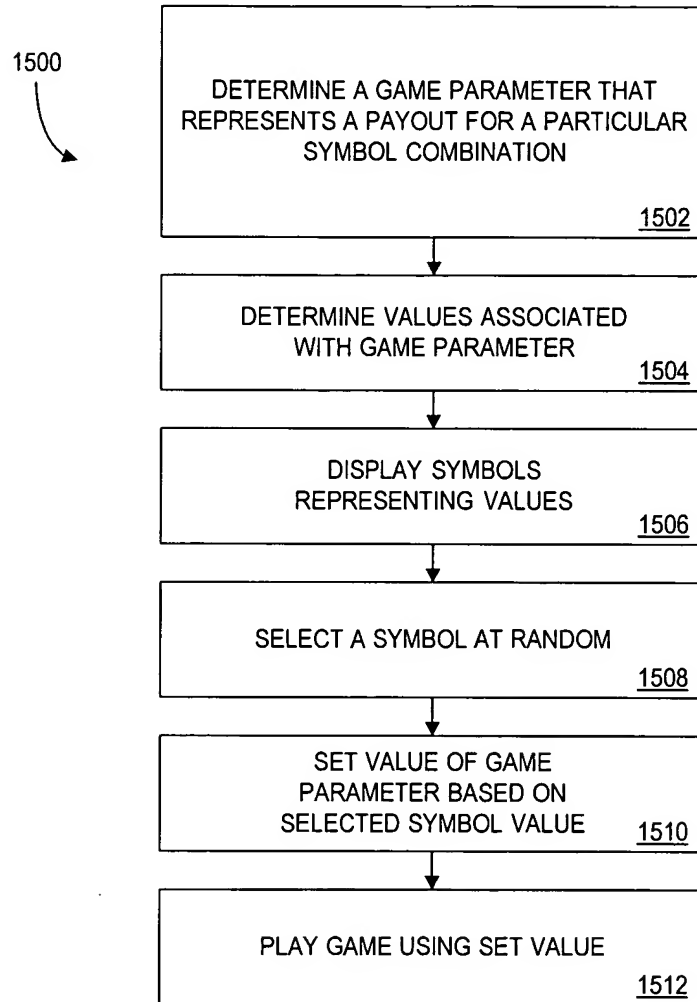 1500
DETERMINE A GAME PARAMETER THAT
REPRESENTS A PAYOUT FOR A PARTICULAR
SYMBOL COMBINATION
1502
DETERMINE VALUES ASSOCIATED
WITH GAME PARAMETER
1504
DISPLAY SYMBOLS
REPRESENTING VALUES
1506
SELECT A SYMBOL AT RANDOM
1508
SET VALUE OF GAME
PARAMETER BASED ON
SELECTED SYMBOL VALUE
1510
PLAY GAME USING SET VALUE
1512